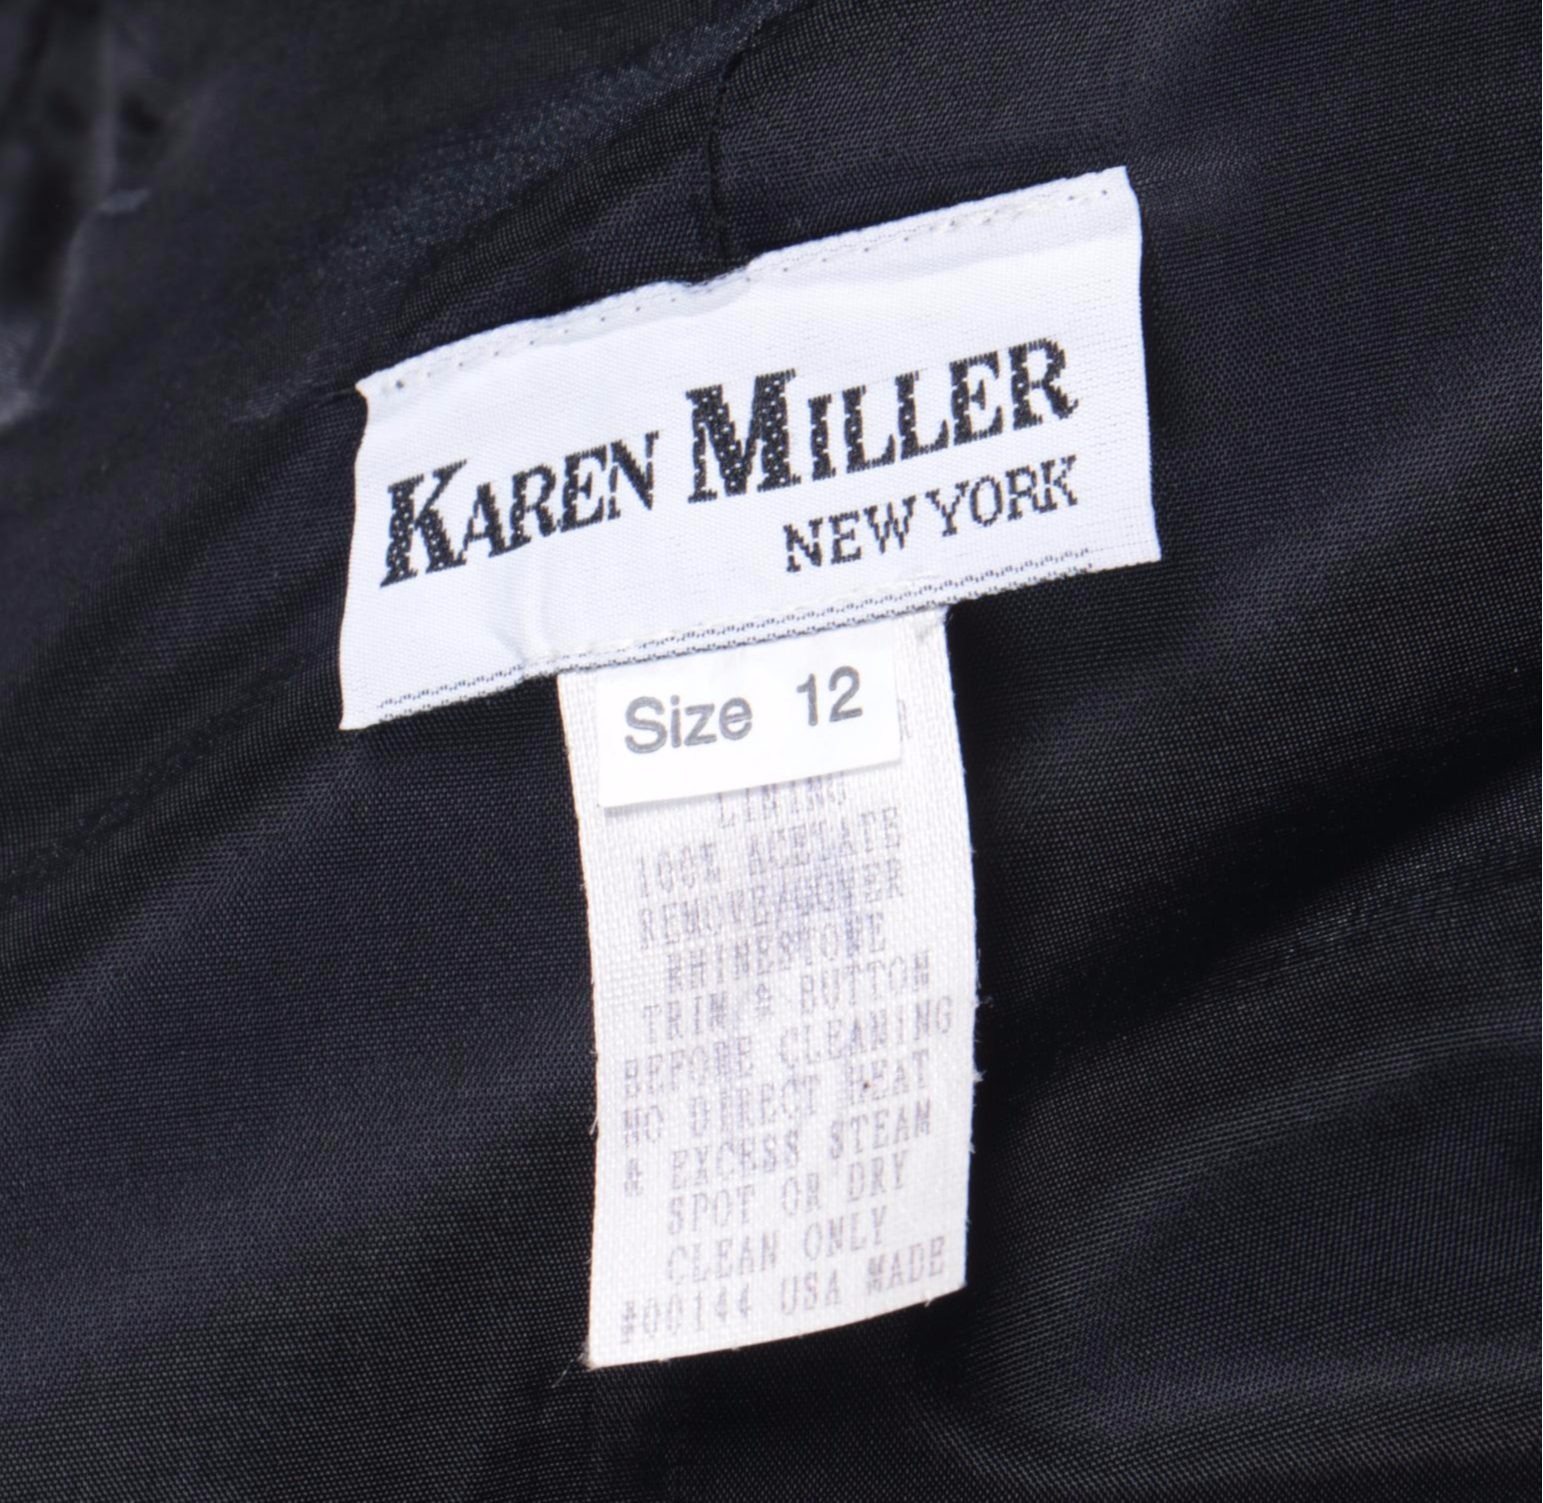 KAREN MILLER
NEW YORK
Size 12
LINING
100% ACETATE
REMOVE
RHINESTONE
TRIM & BUTTON
BEFORE CLEANING
NO DIRECT HEAT
& EXCESS STEAM
SPOT OR DRY
CLEAN ONLY
#00144 USA MADE